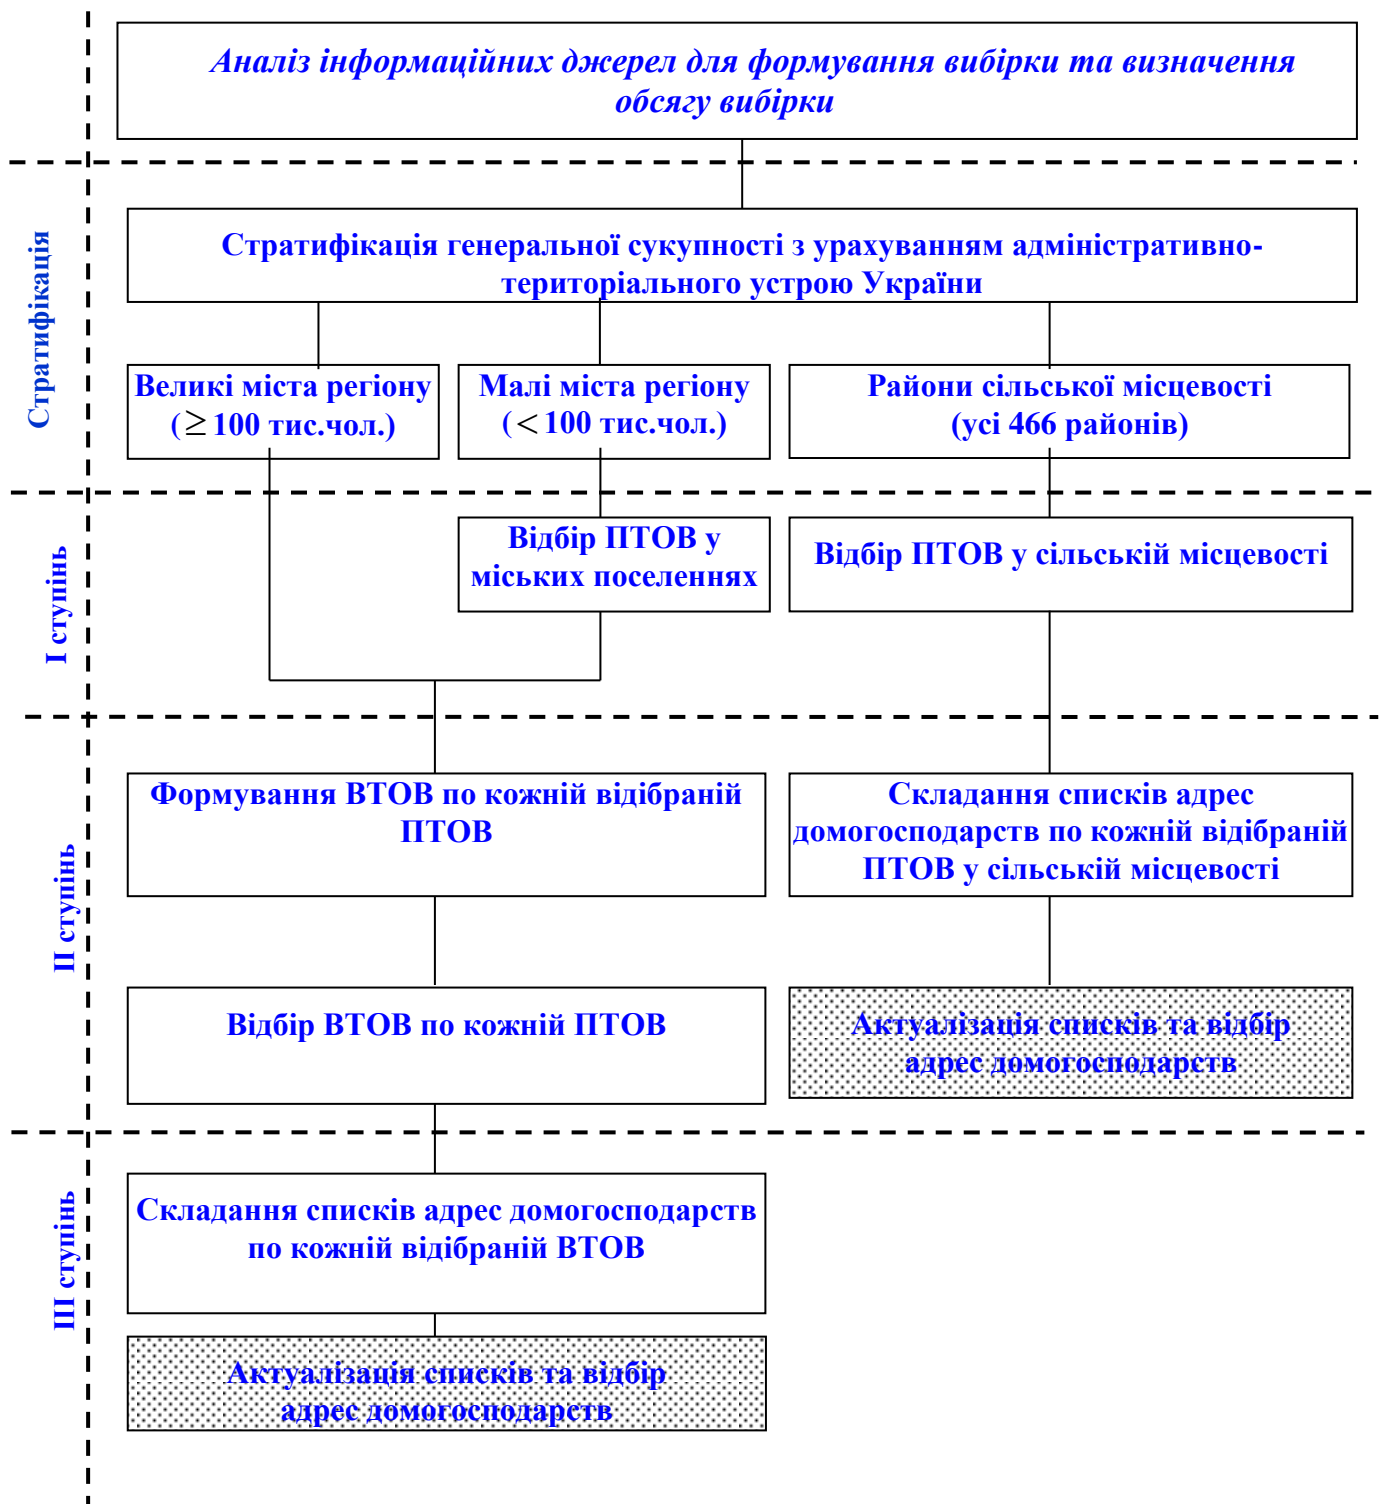 Аналіз інформаційних джерел для формування вибірки та визначення
обсягу вибірки
Стратифікація
Стратифікація генеральної сукупності з урахуванням адміністративно-
територіального устрою України
Великі міста регіону
(≥100 тис.чол.)
Малі міста регіону
(<100 тис.чол.)
Райони сільської місцевості
(усі 466 районів)
І ступінь
Відбір ПТОВ у
міських поселеннях
Відбір ПТОВ у сільській місцевості
ІІ ступінь
Формування ВТОВ по кожній відібраній
ПТОВ
Складання списків адрес
домогосподарств по кожній відібраній
ПТОВ у сільській місцевості
Відбір ВТОВ по кожній ПТОВ
Актуалізація списків та відбір
адрес домогосподарств
ІІІ ступінь
Складання списків адрес домогосподарств
по кожній відібраній ВТОВ
Актуалізація списків та відбір
адрес домогосподарств